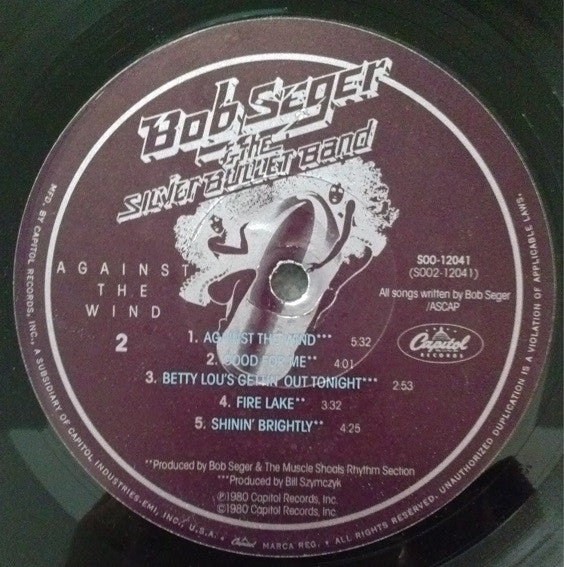 Bob Seger
& The
Silver Bullet Band
AGAINST
THE
WIND
2
SOO-12041
(SOO2-12041)
All songs written by Bob Seger
/ASCAP
Capitol
RECORDS
1. AGAINST THE WIND*** 5:32
2. GOOD FOR ME** 4:01
3. BETTY LOU'S GETTIN' OUT TONIGHT*** 2:53
4. FIRE LAKE** 3:32
5. SHININ' BRIGHTLY** 4:25
**Produced by Bob Seger & The Muscle Shoals Rhythm Section
***Produced by Bill Szymczyk
℗1980 Capitol Records, Inc.
©1980 Capitol Records, Inc.
MFD. BY CAPITOL RECORDS, INC., A SUBSIDIARY OF CAPITOL INDUSTRIES-EMI, INC., U.S.A. • Capitol MARCA REG. • ALL RIGHTS RESERVED. UNAUTHORIZED DUPLICATION IS A VIOLATION OF APPLICABLE LAWS.